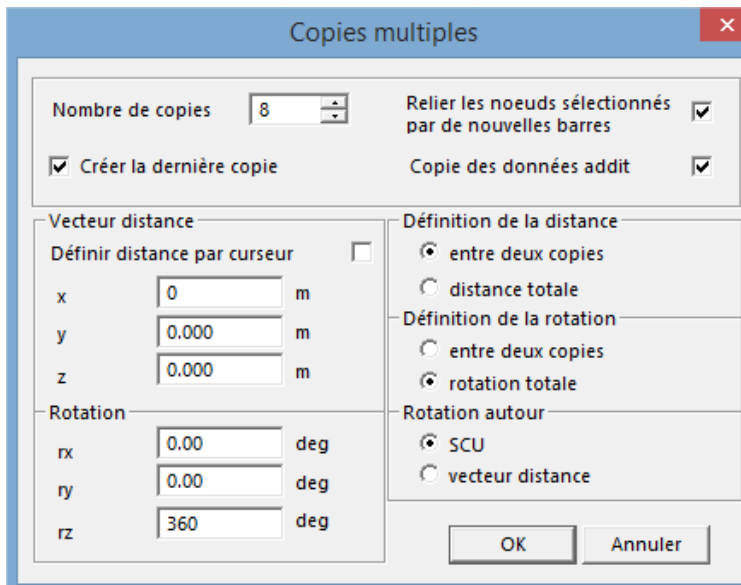 Copies multiples
Nombre de copies 8
Relier les noeuds sélectionnés
par de nouvelles barres
Créer la dernière copie
Copie des données addit
Vecteur distance
Définir distance par curseur
x 0 m
y 0.000 m
z 0.000 m
Rotation
rx 0.00 deg
ry 0.00 deg
rz 360 deg
Définition de la distance
entre deux copies
distance totale
Définition de la rotation
entre deux copies
rotation totale
Rotation autour
SCU
vecteur distance
OK Annuler